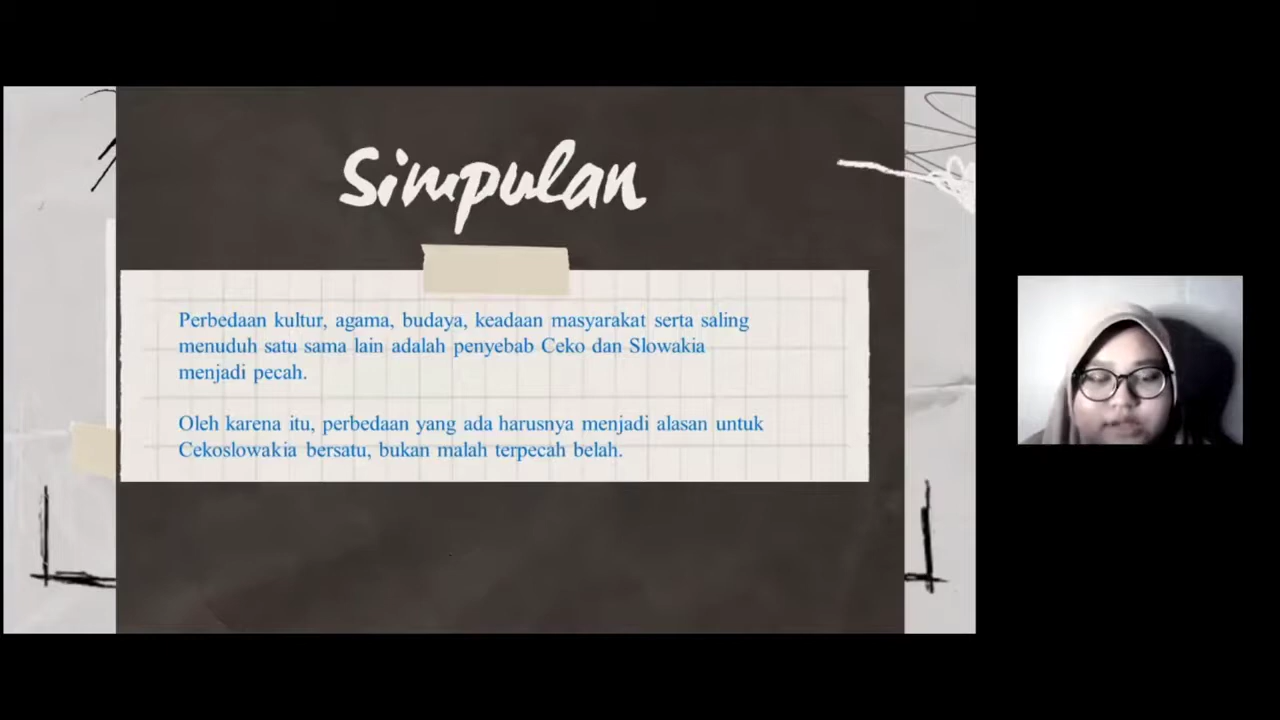 Simpulan
Perbedaan kultur, agama, budaya, keadaan masyarakat serta saling
menuduh satu sama lain adalah penyebab Ceko dan Slowakia
menjadi pecah.
Oleh karena itu, perbedaan yang ada harusnya menjadi alasan untuk
Cekoslowakia bersatu, bukan malah terpecah belah.